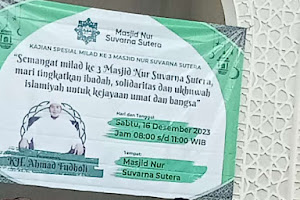 Masjid Nur
Suvarna Sutera
KAJIAN SPESIAL MILAD KE 3 MASJID NUR SUVARNA SUTERA
"Semangat milad ke 3 Masjid Nur Suvarna Sutera,
mari tingkatkan ibadah, solidaritas dan ukhuwah
islamiyah untuk kejayaan umat dan bangsa"
Hari dan Tanggal:
Sabtu, 16 Desember 2023
Jam 08:00 s/d 11:00 WIB
Tempat:
Masjid Nur
Suvarna Sutera
KH. Ahmad Fudholi